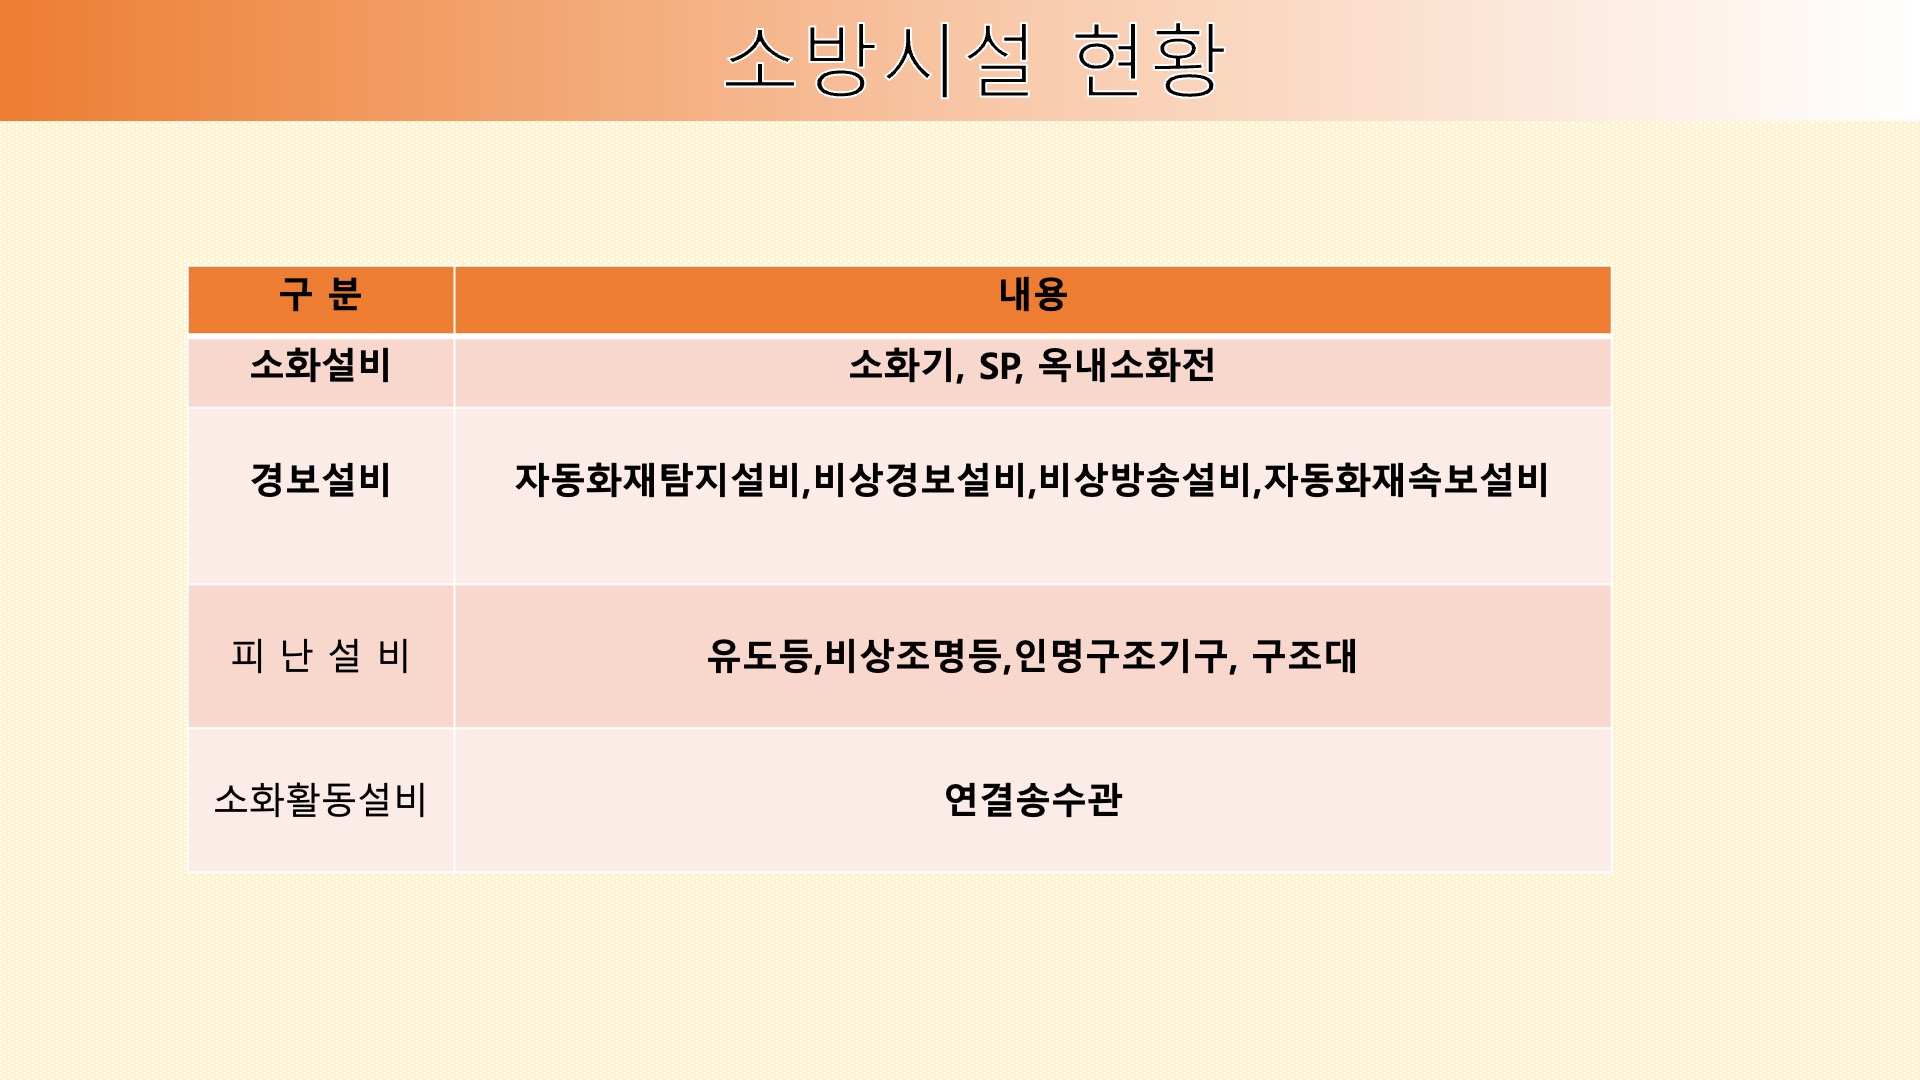 소방시설 현황
구 분 내용
소화설비 소화기, SP, 옥내소화전
경보설비 자동화재탐지설비,비상경보설비,비상방송설비,자동화재속보설비
피 난 설 비 유도등,비상조명등,인명구조기구, 구조대
소화활동설비 연결송수관